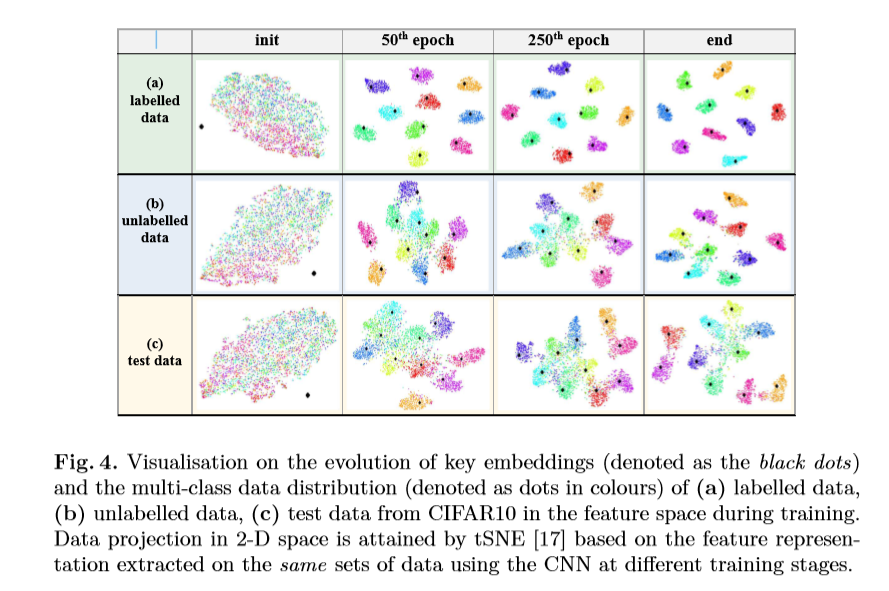 init 50th epoch 250th epoch end
(a)
labelled
data
(b)
unlabelled
data
(c)
test data
Fig. 4. Visualisation on the evolution of key embeddings (denoted as the black dots)
and the multi-class data distribution (denoted as dots in colours) of (a) labelled data,
(b) unlabelled data, (c) test data from CIFAR10 in the feature space during training.
Data projection in 2-D space is attained by tSNE [17] based on the feature represen-
tation extracted on the same sets of data using the CNN at different training stages.